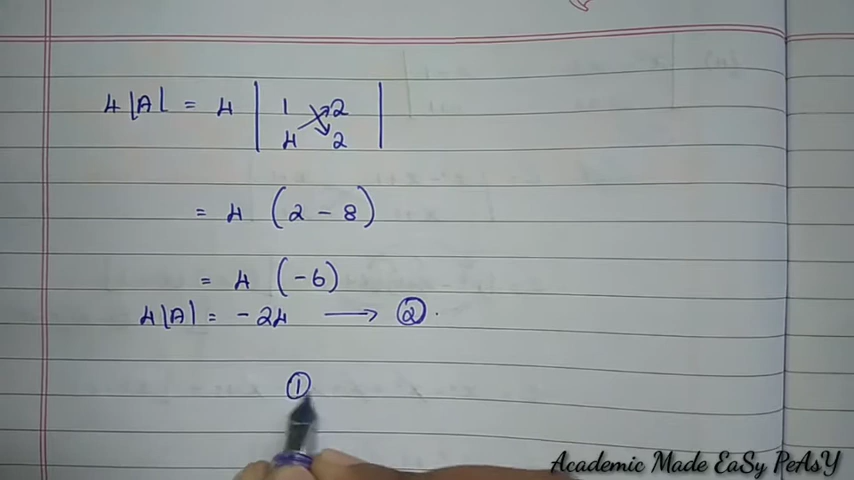 4|A| = 4 | 1 2
4 2 |
= 4 (2 - 8)
= 4 (-6)
4|A| = -24 → ②.
①
Academic Made EaSy PeAsY